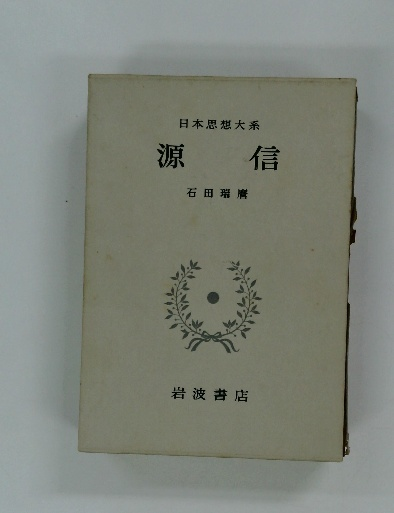 日本思想大系
源 信
石田瑞麿
岩波書店